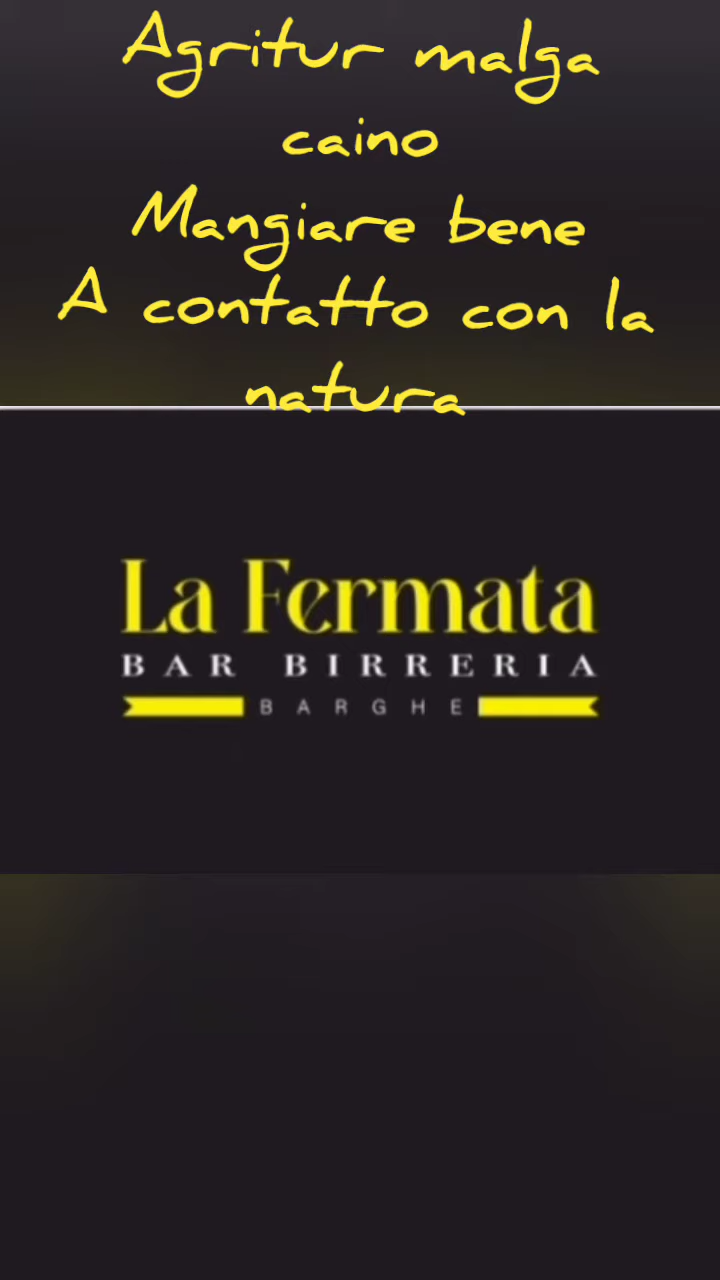 Agritur malga
caino
Mangiare bene
A contatto con la
natura
La Fermata
BAR BIRRERIA
BARGHE